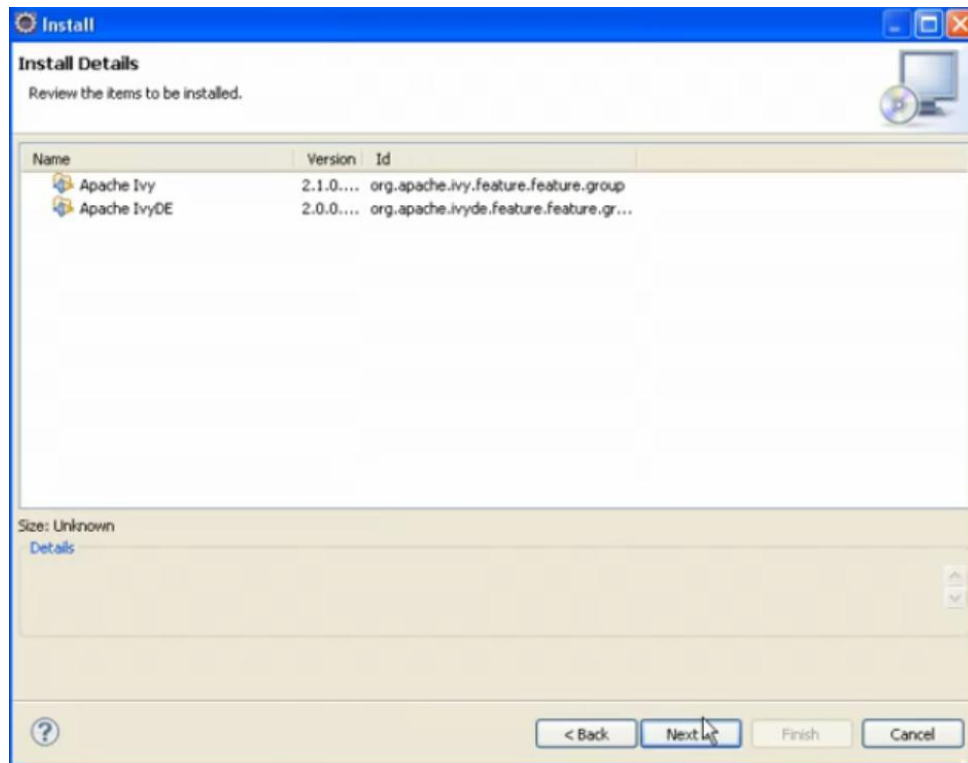 Install
Install Details
Review the items to be installed.
Name Version Id
Apache Ivy 2.1.0.... org.apache.ivy.feature.feature.group
Apache IvyDE 2.0.0.... org.apache.ivyde.feature.feature.gr...
Size: Unknown
Details
? < Back Next Finish Cancel